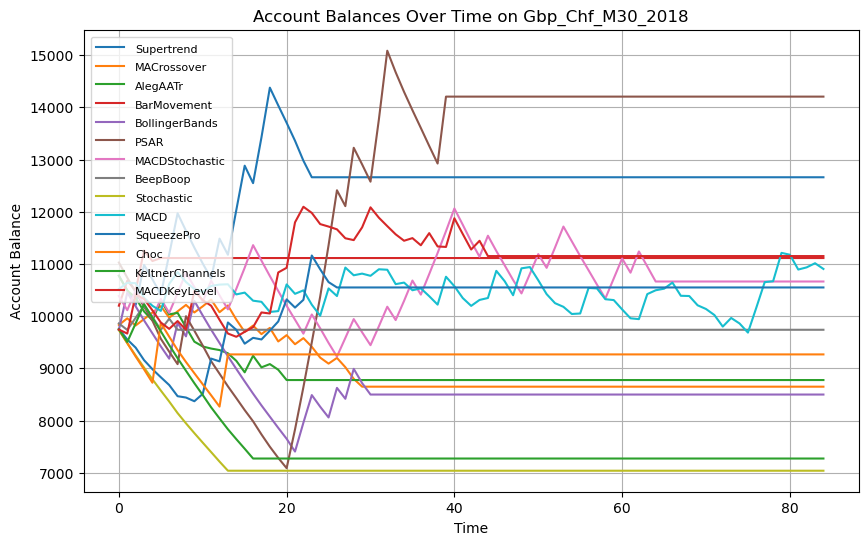 Account Balances Over Time on Gbp_Chf_M30_2018
Account Balance
15000
14000
13000
12000
11000
10000
9000
8000
7000
Supertrend
MACrossover
AlegAATr
BarMovement
BollingerBands
PSAR
MACDStochastic
BeepBoop
Stochastic
MACD
SqueezePro
Choc
KeltnerChannels
MACDKeyLevel
0 20 40 60 80
Time